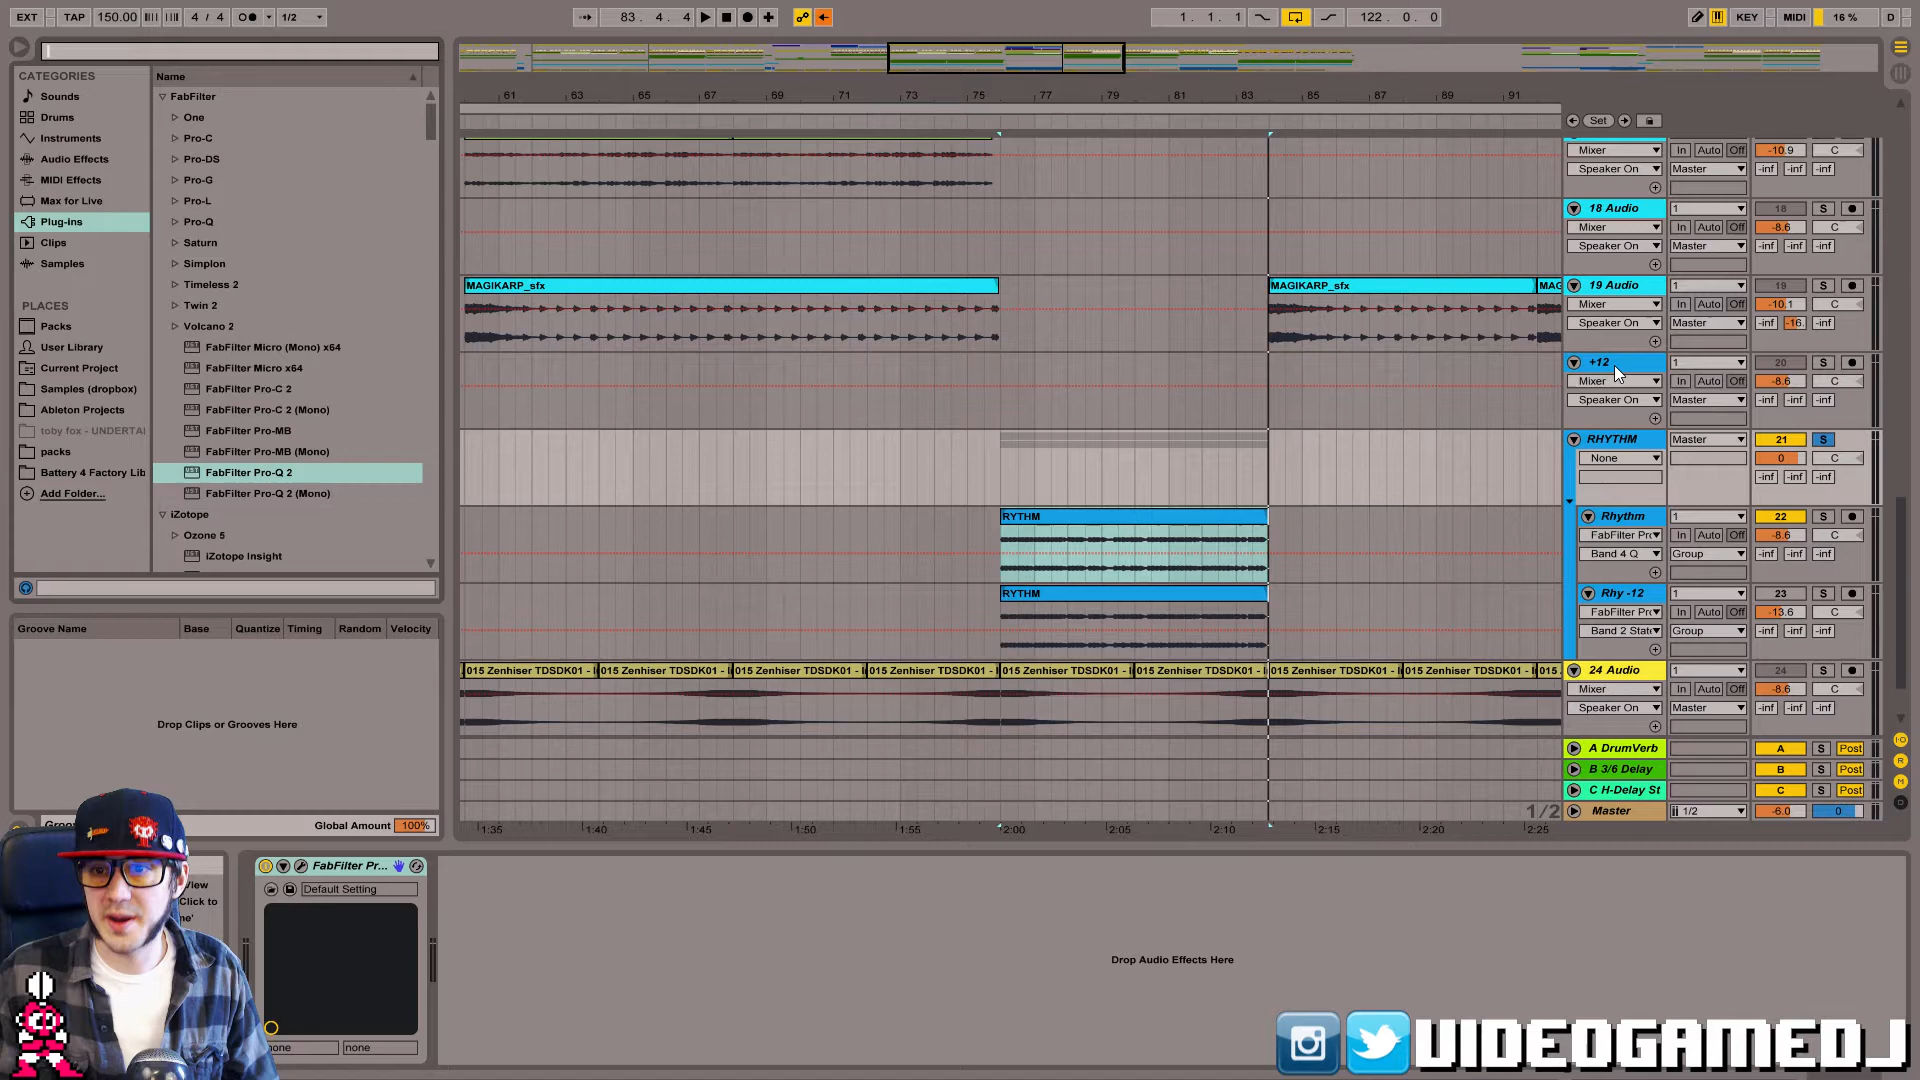 EXT TAP 150.00 4 / 4 1/2 83. 4. 4 1. 1. 1 122. 0. 0 KEY MIDI 16 % D
CATEGORIES
Sounds
Drums
Instruments
Audio Effects
MIDI Effects
Max for Live
Plug-ins
Clips
Samples
PLACES
Packs
User Library
Current Project
Samples (dropbox)
Ableton Projects
toby fox - UNDERTA
packs
Battery 4 Factory Lib
Add Folder...
Name
FabFilter
One
Pro-C
Pro-DS
Pro-G
Pro-L
Pro-Q
Saturn
Simplon
Timeless 2
Twin 2
Volcano 2
FabFilter Micro (Mono) x64
FabFilter Micro x64
FabFilter Pro-C 2
FabFilter Pro-C 2 (Mono)
FabFilter Pro-MB
FabFilter Pro-MB (Mono)
FabFilter Pro-Q 2
FabFilter Pro-Q 2 (Mono)
iZotope
Ozone 5
iZotope Insight
Groove Name Base Quantize Timing Random Velocity
Drop Clips or Grooves Here
Global Amount 100%
61 63 65 67 69 71 73 75 77 79 81 83 85 87 89 91
Set
Mixer In Auto Off -10.9 C
Speaker On Master -inf -inf
18 Audio 1 18 S
Mixer In Auto Off -8.6 C
Speaker On Master -inf -inf
MAGIKARP_sfx MAGIKARP_sfx MAG 19 Audio 1 19 S
Mixer In Auto Off -10.1 C
Speaker On Master -inf -16. -inf
+12 1 20 S
Mixer In Auto Off -8.6 C
Speaker On Master -inf -inf -inf
RHYTHM Master 21 S
None 0 C
-inf -inf
RYTHM Rhythm 1 22 S
FabFilter Pro In Auto Off -8.6 C
Band 4 Q Group -inf -inf
RYTHM Rhy -12 1 23 S
FabFilter Pro In Auto Off -13.6 C
Band 2 State Group -inf -inf
015 Zenhiser TDSDK01 - 015 Zenhiser TDSDK01 - 015 Zenhiser TDSDK01 - 015 Zenhiser TDSDK01 - 015 Zenhiser TDSDK01 - 015 Zenhiser TDSDK01 - 015 Zenhiser TDSDK01 - 015 Zenhiser TDSDK01 - 015 24 Audio 1 24 S
Mixer In Auto Off -8.6 C
Speaker On Master -inf -inf
A DrumVerb A S Post
B 3/6 Delay B S Post
C H-Delay St C S Post
1/2 Master 1/2 -6.0 0
1:35 1:40 1:45 1:50 1:55 2:00 2:05 2:10 2:15 2:20 2:25
View
Click to
FabFilter Pr...
Default Setting
none none
Drop Audio Effects Here
VIDEOGAMEDJ